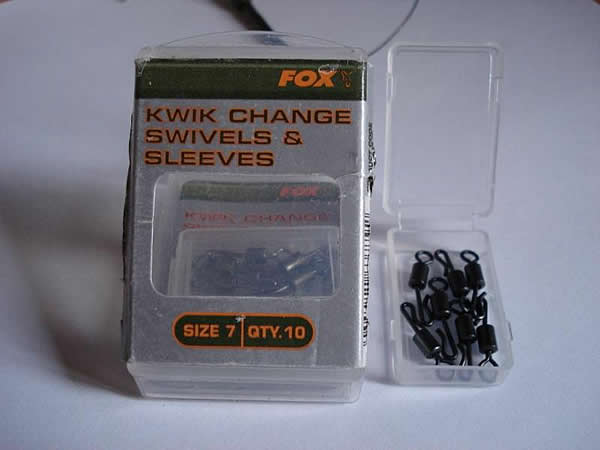 FOX
KWIK CHANGE
SWIVELS &
SLEEVES
FOX
KWIK CHANGE
SIZE 7 QTY.10